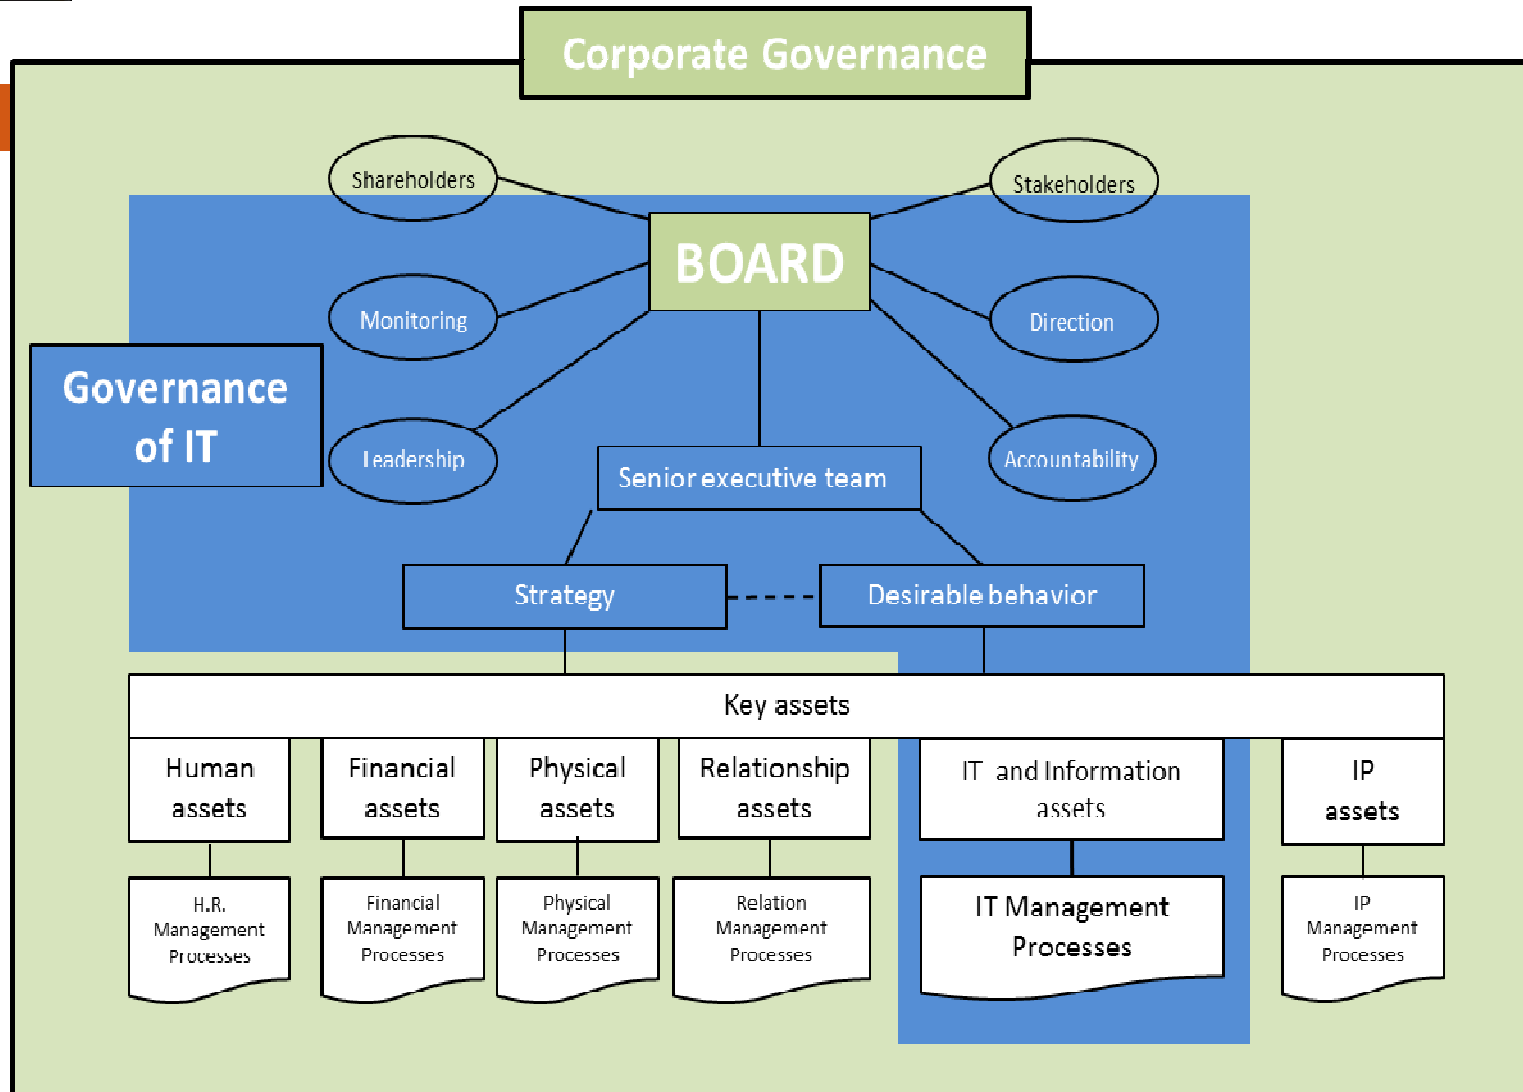 Corporate Governance
Shareholders
Stakeholders
BOARD
Monitoring
Direction
Governance
of IT
Leadership
Accountability
Senior executive team
Strategy
Desirable behavior
Key assets
Human
assets
Financial
assets
Physical
assets
Relationship
assets
IT and Information
assets
IP
assets
H.R.
Management
Processes
Financial
Management
Processes
Physical
Management
Processes
Relation
Management
Processes
IT Management
Processes
IP
Management
Processes